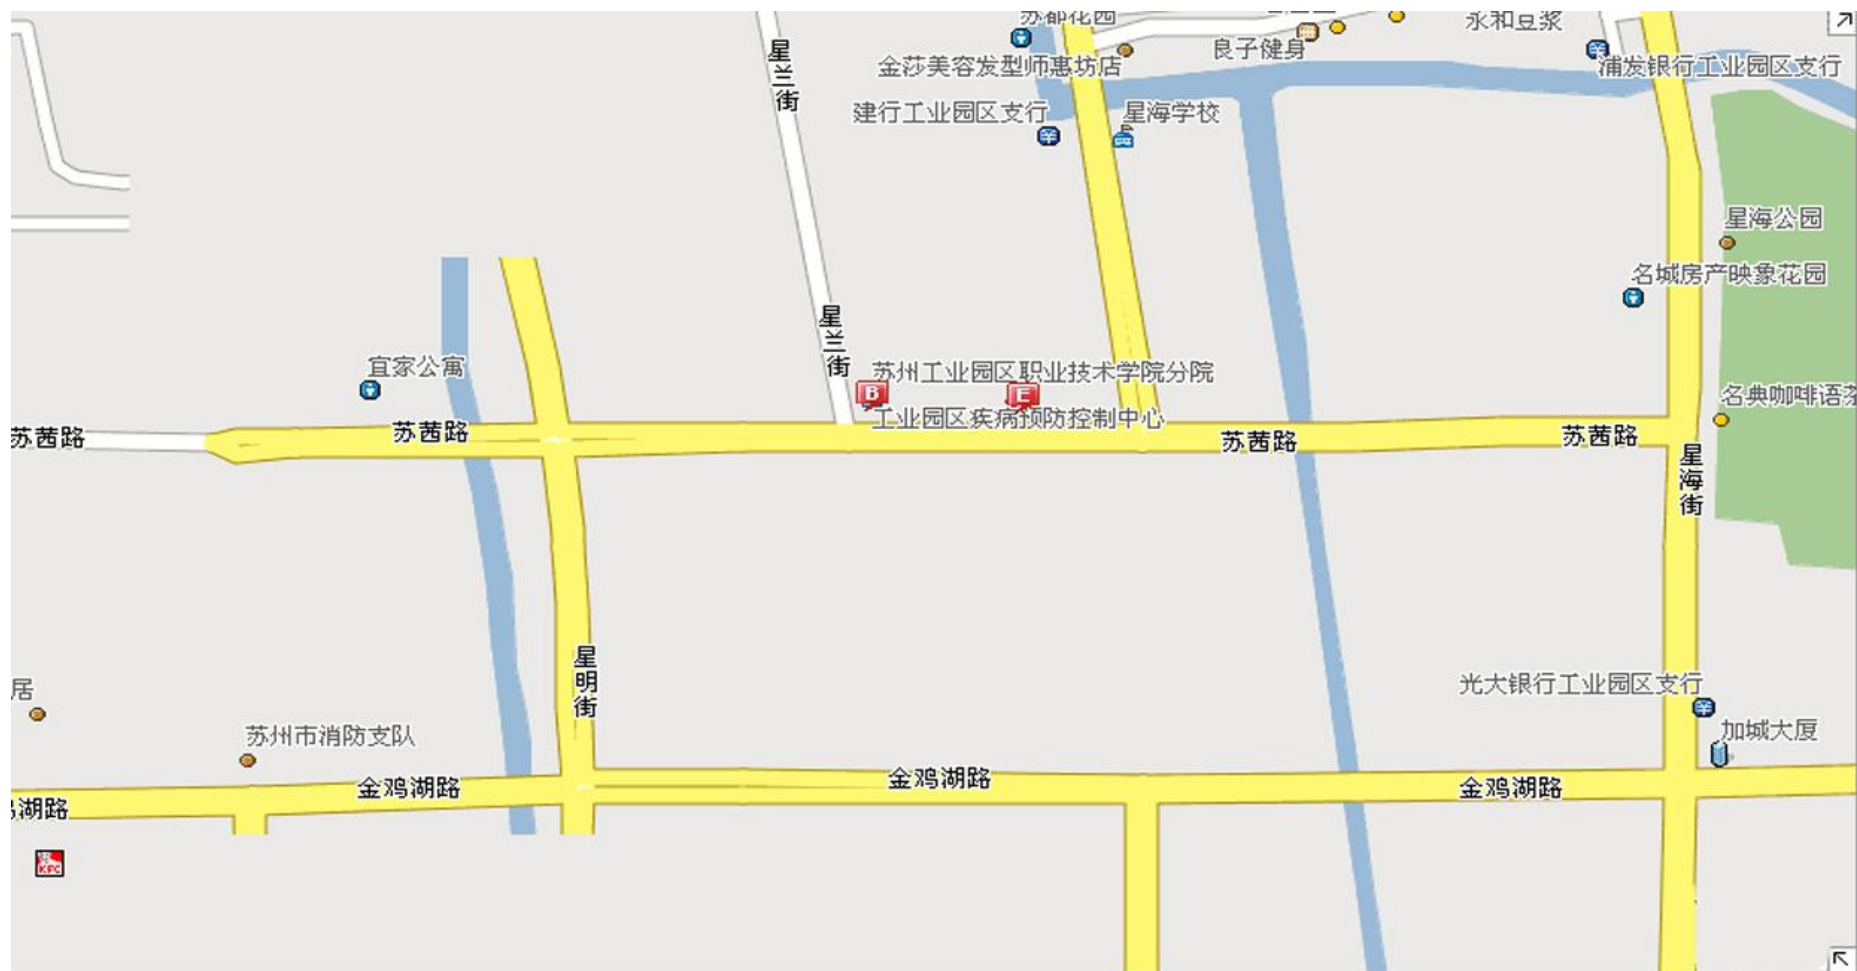 苏都花园
永和豆浆
良子健身
金莎美容发型师惠坊店
浦发银行工业园区支行
星兰街
建行工业园区支行
星海学校
星海公园
名城房产映象花园
星兰街
宜家公寓
苏州工业园区职业技术学院分院
B
E
名典咖啡语茶
工业园区疾病预防控制中心
苏茜路
苏茜路
苏茜路
苏茜路
星海街
星明街
居
光大银行工业园区支行
苏州市消防支队
加城大厦
金鸡湖路
金鸡湖路
金鸡湖路
湖路
KFC